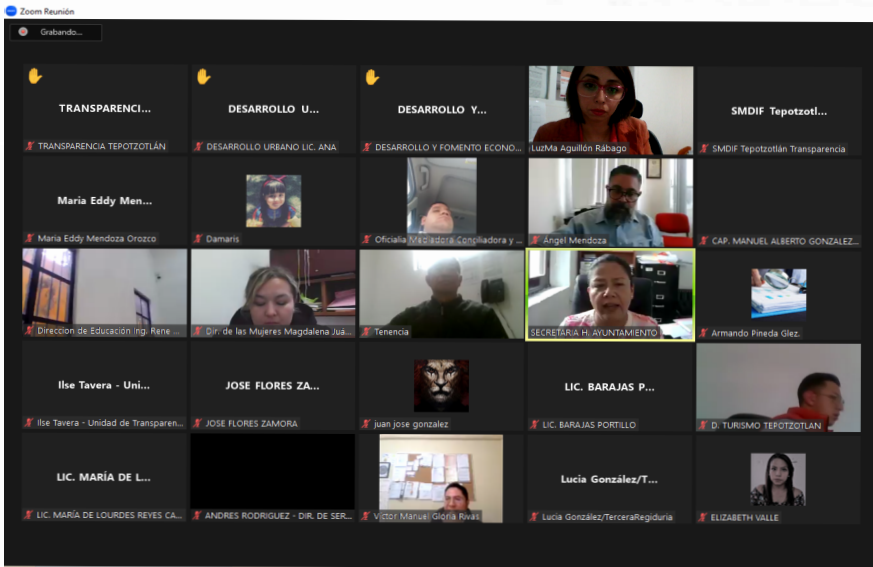 Zoom Reunión
Grabando...
TRANSPARENCI...
TRANSPARENCIA TEPOTZOTLÁN
DESARROLLO U...
DESARROLLO URBANO LIC. ANA
DESARROLLO Y...
DESARROLLO Y FOMENTO ECONO...
LuzMa Aguillón Rábago
SMDIF Tepotzotl...
SMDIF Tepotzotlán Transparencia
Maria Eddy Men...
Maria Eddy Mendoza Orozco
Damaris
Oficialia Mediadora Conciliadora y ...
Ángel Mendoza
CAP. MANUEL ALBERTO GONZALEZ...
Direccion de Educación Ing. Rene ...
Dir. de las Mujeres Magdalena Juá...
Tenencia
SECRETARIA H. AYUNTAMIENTO
Armando Pineda Glez.
Ilse Tavera - Uni...
Ilse Tavera - Unidad de Transparen...
JOSE FLORES ZA...
JOSE FLORES ZAMORA
juan jose gonzalez
LIC. BARAJAS P...
LIC. BARAJAS PORTILLO
D. TURISMO TEPOTZOTLAN
LIC. MARÍA DE L...
LIC. MARÍA DE LOURDES REYES CA...
ANDRES RODRIGUEZ - DIR. DE SER...
Victor Manuel Gloria Rivas
Lucia González/T...
Lucia González/TerceraRegiduria
ELIZABETH VALLE